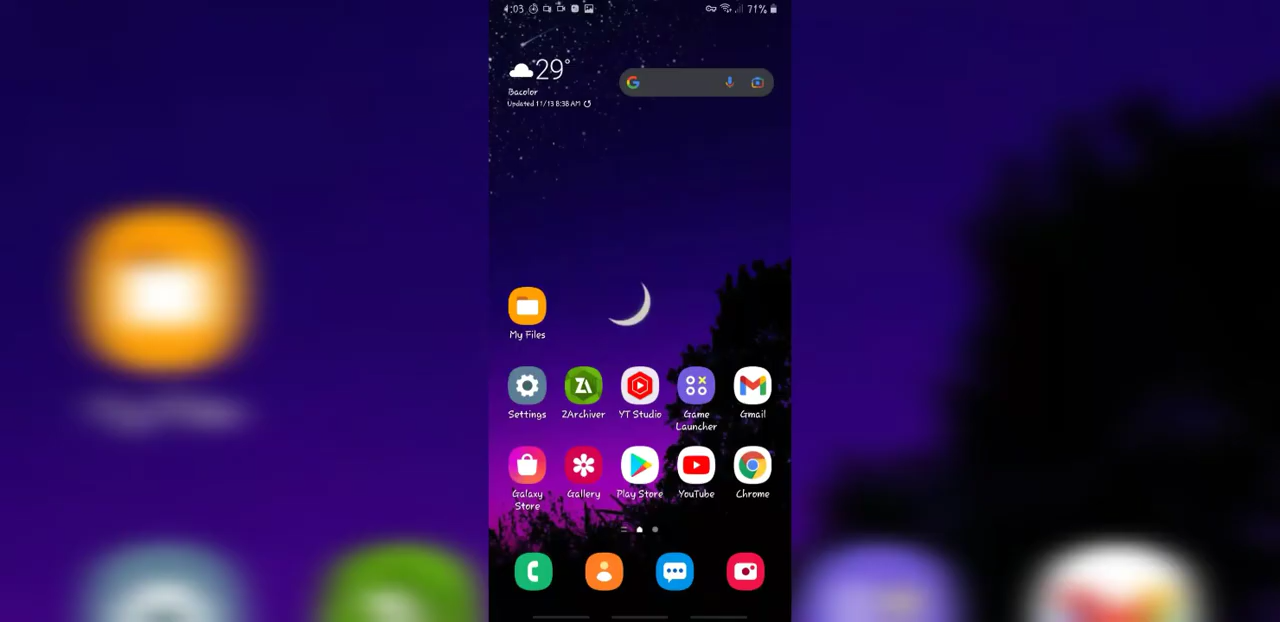 4:03
71%
29°
Bacolor
Updated 11/13 8:38 AM
My Files
Settings
ZArchiver
YT Studio
Game Launcher
Gmail
Galaxy Store
Gallery
Play Store
YouTube
Chrome